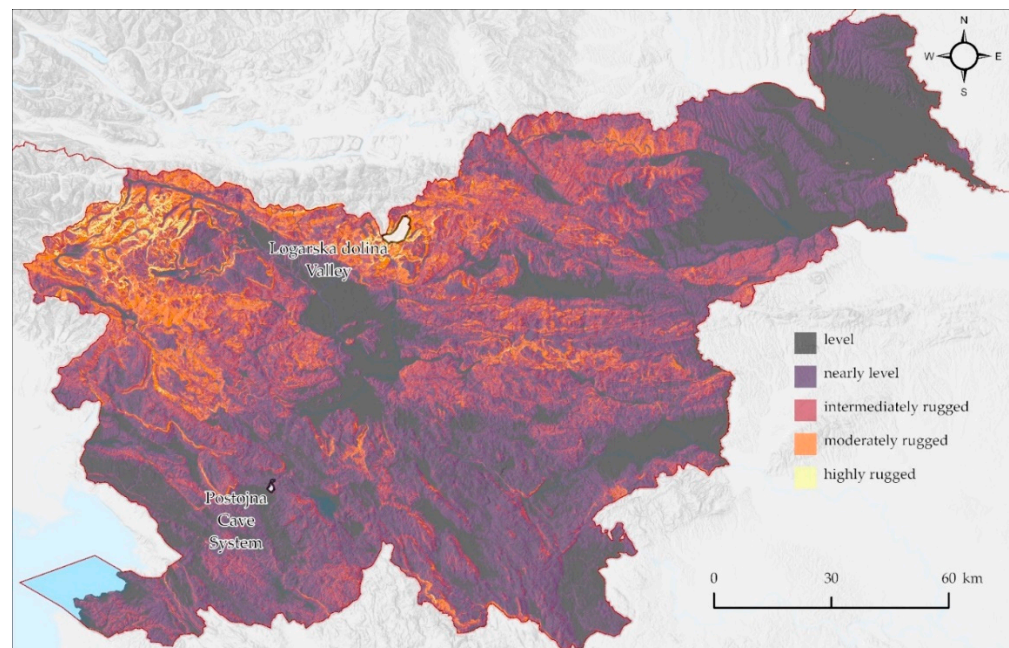 N
W E
S
Logarska dolina
Valley
level
nearly level
intermediately rugged
moderately rugged
highly rugged
Postojna
Cave
System
0 30 60 km